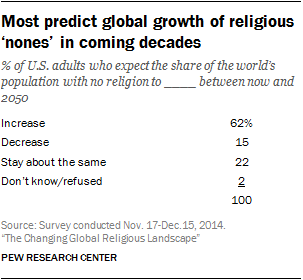 Most predict global growth of religious
‘nones’ in coming decades
% of U.S. adults who expect the share of the world’s
population with no religion to ____ between now and
2050
Increase 62%
Decrease 15
Stay about the same 22
Don’t know/refused 2
100
Source: Survey conducted Nov. 17-Dec. 15, 2014.
“The Changing Global Religious Landscape”
PEW RESEARCH CENTER